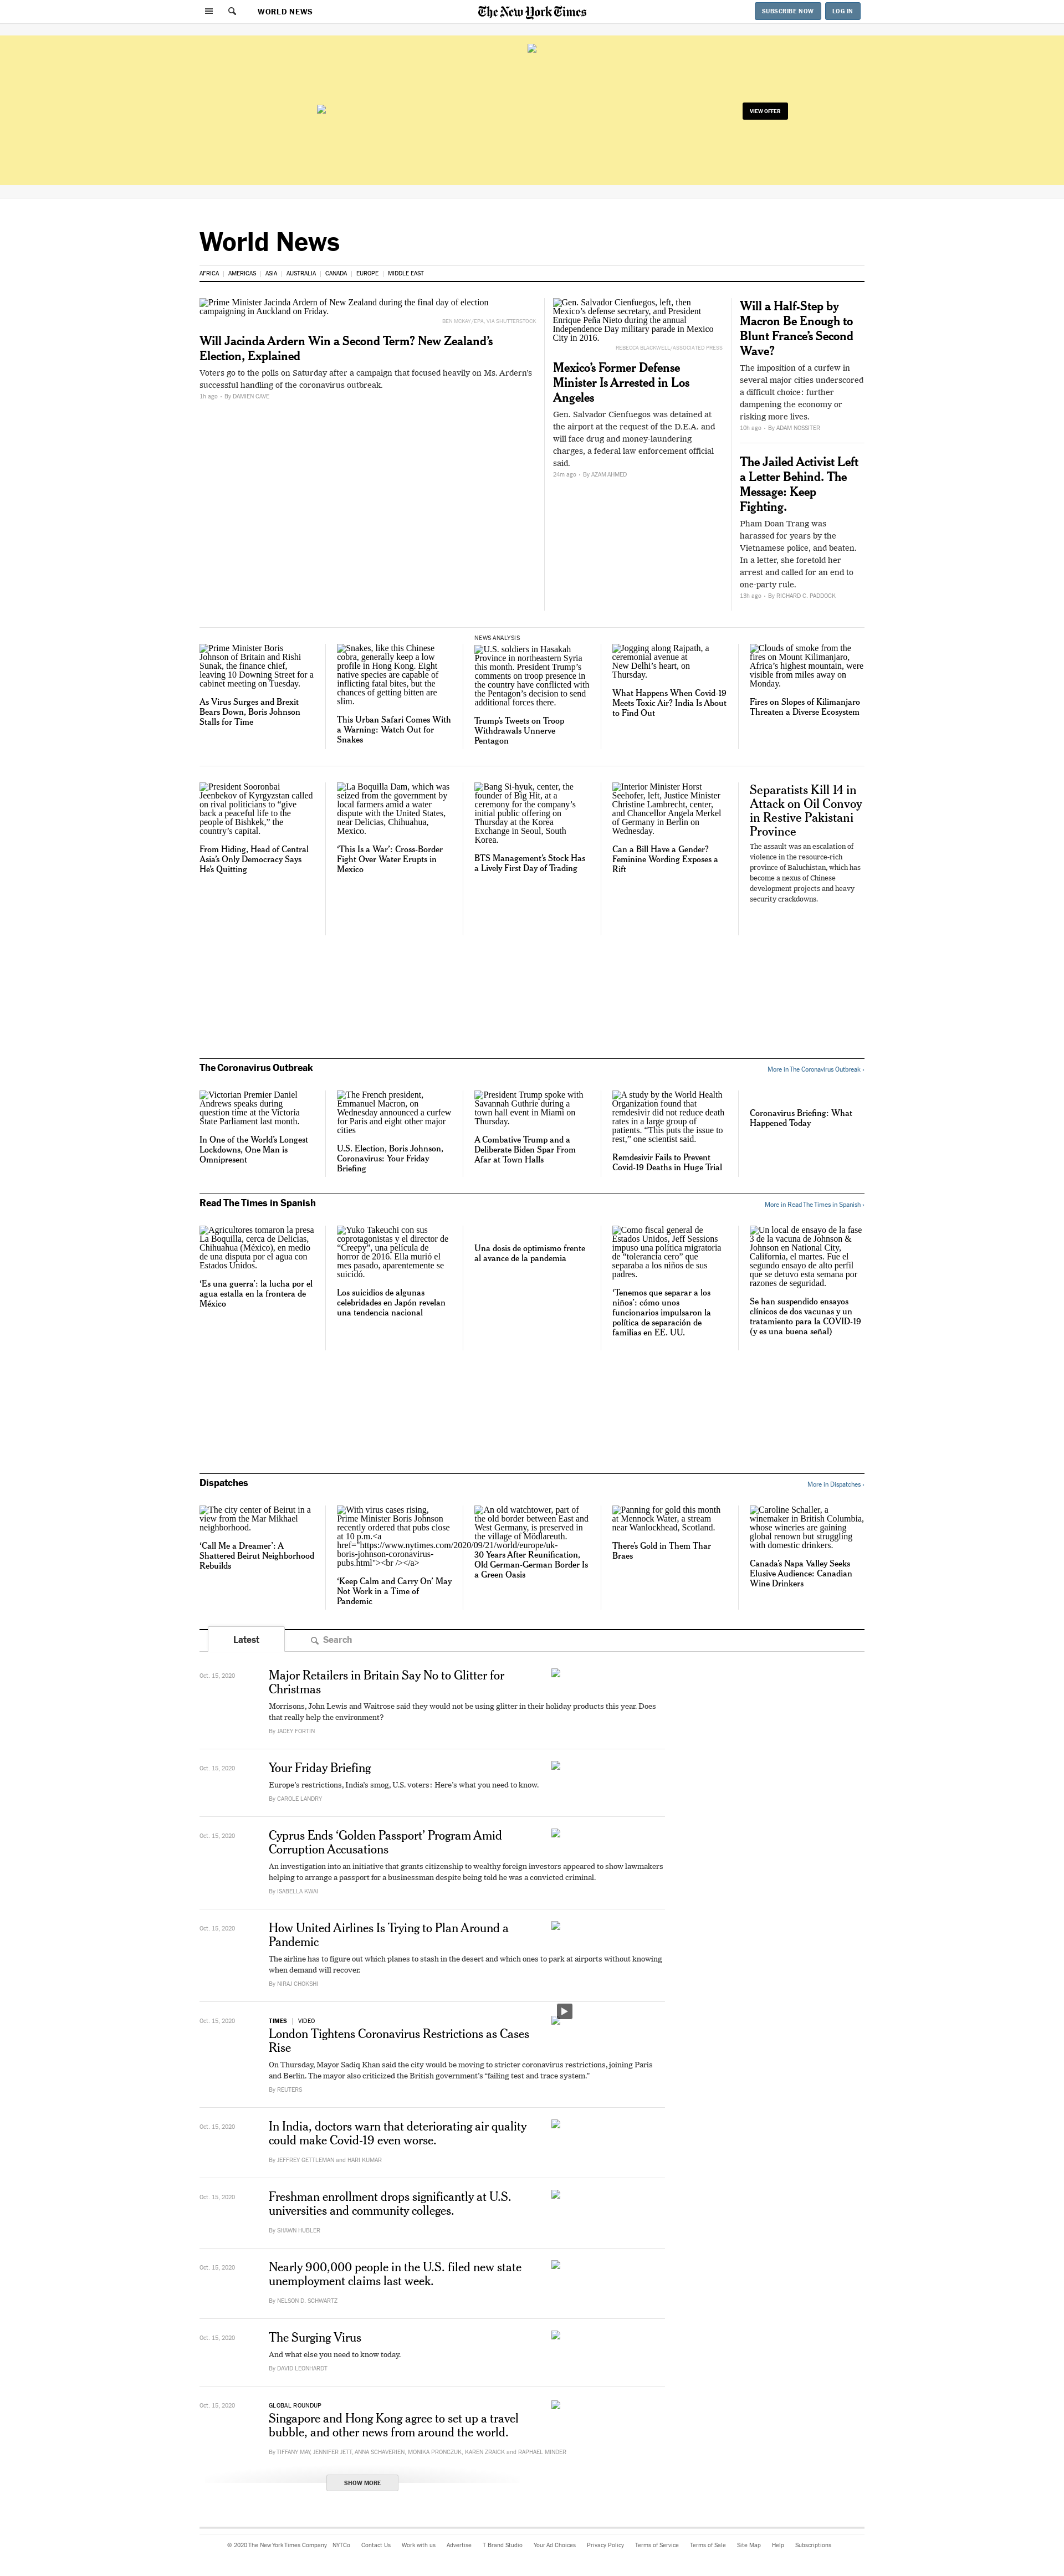 WORLD NEWS
The New York Times
SUBSCRIBE NOW
LOG IN
VIEW OFFER
World News
AFRICA | AMERICAS | ASIA | AUSTRALIA | CANADA | EUROPE | MIDDLE EAST
Prime Minister Jacinda Ardern of New Zealand during the final day of election
campaigning in Auckland on Friday.
BEN MCKAY/EPA, VIA SHUTTERSTOCK
Will Jacinda Ardern Win a Second Term? New Zealand’s
Election, Explained
Voters go to the polls on Saturday after a campaign that focused heavily on Ms. Ardern’s
successful handling of the coronavirus outbreak.
1h ago - By DAMIEN CAVE
Gen. Salvador Cienfuegos, left, then
Mexico’s defense secretary, and President
Enrique Peña Nieto during the annual
Independence Day military parade in Mexico
City in 2016.
REBECCA BLACKWELL/ASSOCIATED PRESS
Mexico’s Former Defense
Minister Is Arrested in Los
Angeles
Gen. Salvador Cienfuegos was detained at
the airport at the request of the D.E.A. and
will face drug and money-laundering
charges, a federal law enforcement official
said.
24m ago - By AZAM AHMED
Will a Half-Step by
Macron Be Enough to
Blunt France’s Second
Wave?
The imposition of a curfew in
several major cities underscored
a difficult choice: further
dampening the economy or
risking more lives.
10h ago - By ADAM NOSSITER
The Jailed Activist Left
a Letter Behind. The
Message: Keep
Fighting.
Pham Doan Trang was
harassed for years by the
Vietnamese police, and beaten.
In a letter, she foretold her
arrest and called for an end to
one-party rule.
13h ago - By RICHARD C. PADDOCK
Prime Minister Boris
Johnson of Britain and Rishi
Sunak, the finance chief,
leaving 10 Downing Street for a
cabinet meeting on Tuesday.
As Virus Surges and Brexit
Bears Down, Boris Johnson
Stalls for Time
Snakes, like this Chinese
cobra, generally keep a low
profile in Hong Kong. Eight
native species are capable of
inflicting fatal bites, but the
chances of getting bitten are
slim.
This Urban Safari Comes With
a Warning: Watch Out for
Snakes
NEWS ANALYSIS
U.S. soldiers in Hasakah
Province in northeastern Syria
this month. President Trump’s
comments on troop presence in
the country have conflicted with
the Pentagon’s decision to send
additional forces there.
Trump’s Tweets on Troop
Withdrawals Unnerve
Pentagon
Jogging along Rajpath, a
ceremonial avenue at
New Delhi’s heart, on
Thursday.
What Happens When Covid-19
Meets Toxic Air? India Is About
to Find Out
Clouds of smoke from the
fires on Mount Kilimanjaro,
Africa’s highest mountain, were
visible from miles away on
Monday.
Fires on Slopes of Kilimanjaro
Threaten a Diverse Ecosystem
President Sooronbai
Jeenbekov of Kyrgyzstan called
on rival politicians to “give
back a peaceful life to the
people of Bishkek,” the
country’s capital.
From Hiding, Head of Central
Asia’s Only Democracy Says
He’s Quitting
La Boquilla Dam, which was
seized from the government by
local farmers amid a water
dispute with the United States,
near Delicias, Chihuahua,
Mexico.
‘This Is a War’: Cross-Border
Fight Over Water Erupts in
Mexico
Bang Si-hyuk, center, the
founder of Big Hit, at a
ceremony for the company’s
initial public offering on
Thursday at the Korea
Exchange in Seoul, South
Korea.
BTS Management’s Stock Has
a Lively First Day of Trading
Interior Minister Horst
Seehofer, left, Justice Minister
Christine Lambrecht, center,
and Chancellor Angela Merkel
of Germany in Berlin on
Wednesday.
Can a Bill Have a Gender?
Feminine Wording Exposes a
Rift
Separatists Kill 14 in
Attack on Oil Convoy
in Restive Pakistani
Province
The assault was an escalation of
violence in the resource-rich
province of Baluchistan, which has
become a nexus of Chinese
development projects and heavy
security crackdowns.
The Coronavirus Outbreak
More in The Coronavirus Outbreak ›
Victorian Premier Daniel
Andrews speaks during
question time at the Victoria
State Parliament last month.
In One of the World’s Longest
Lockdowns, One Man is
Omnipresent
The French president,
Emmanuel Macron, on
Wednesday announced a curfew
for Paris and eight other major
cities
U.S. Election, Boris Johnson,
Coronavirus: Your Friday
Briefing
President Trump spoke with
Savannah Guthrie during a
town hall event in Miami on
Thursday.
A Combative Trump and a
Deliberate Biden Spar From
Afar at Town Halls
A study by the World Health
Organization found that
remdesivir did not reduce death
rates in a large group of
patients. “This puts the issue to
rest,” one scientist said.
Remdesivir Fails to Prevent
Covid-19 Deaths in Huge Trial
Coronavirus Briefing: What
Happened Today
Read The Times in Spanish
More in Read The Times in Spanish ›
Agricultores tomaron la presa
La Boquilla, cerca de Delicias,
Chihuahua (México), en medio
de una disputa por el agua con
Estados Unidos.
‘Es una guerra’: la lucha por el
agua estalla en la frontera de
México
Yuko Takeuchi con sus
coprotagonistas y el director de
“Creepy”, una película de
horror de 2016. Ella murió el
mes pasado, aparentemente se
suicidó.
Los suicidios de algunas
celebridades en Japón revelan
una tendencia nacional
Una dosis de optimismo frente
al avance de la pandemia
Como fiscal general de
Estados Unidos, Jeff Sessions
impuso una política migratoria
de “tolerancia cero” que
separaba a los niños de sus
padres.
‘Tenemos que separar a los
niños’: cómo unos
funcionarios impulsaron la
política de separación de
familias en EE. UU.
Un local de ensayo de la fase
3 de la vacuna de Johnson &
Johnson en National City,
California, el martes. Fue el
segundo ensayo de alto perfil
que se detuvo esta semana por
razones de seguridad.
Se han suspendido ensayos
clínicos de dos vacunas y un
tratamiento para la COVID-19
(y es una buena señal)
Dispatches
More in Dispatches ›
The city center of Beirut in a
view from the Mar Mikhael
neighborhood.
‘Call Me a Dreamer’: A
Shattered Beirut Neighborhood
Rebuilds
With virus cases rising,
Prime Minister Boris Johnson
recently ordered that pubs close
at 10 p.m.<a
href="https://www.nytimes.com/2020/09/21/world/europe/uk-
boris-johnson-coronavirus-
pubs.html"><br /></a>
‘Keep Calm and Carry On’ May
Not Work in a Time of
Pandemic
An old watchtower, part of
the old border between East and
West Germany, is preserved in
the village of Mödlareuth.
30 Years After Reunification,
Old German-German Border Is
a Green Oasis
Panning for gold this month
at Mennock Water, a stream
near Wanlockhead, Scotland.
There’s Gold in Them Thar
Braes
Caroline Schaller, a
winemaker in British Columbia,
whose wineries are gaining
global renown but struggling
with domestic drinkers.
Canada’s Napa Valley Seeks
Elusive Audience: Canadian
Wine Drinkers
Latest
Search
Oct. 15, 2020
Major Retailers in Britain Say No to Glitter for
Christmas
Morrisons, John Lewis and Waitrose said they would not be using glitter in their holiday products this year. Does
that really help the environment?
By JACEY FORTIN
Oct. 15, 2020
Your Friday Briefing
Europe’s restrictions, India’s smog, U.S. voters: Here’s what you need to know.
By CAROLE LANDRY
Oct. 15, 2020
Cyprus Ends ‘Golden Passport’ Program Amid
Corruption Accusations
An investigation into an initiative that grants citizenship to wealthy foreign investors appeared to show lawmakers
helping to arrange a passport for a businessman despite being told he was a convicted criminal.
By ISABELLA KWAI
Oct. 15, 2020
How United Airlines Is Trying to Plan Around a
Pandemic
The airline has to figure out which planes to stash in the desert and which ones to park at airports without knowing
when demand will recover.
By NIRAJ CHOKSHI
Oct. 15, 2020
TIMES | VIDEO
London Tightens Coronavirus Restrictions as Cases
Rise
On Thursday, Mayor Sadiq Khan said the city would be moving to stricter coronavirus restrictions, joining Paris
and Berlin. The mayor also criticized the British government’s “failing test and trace system.”
By REUTERS
Oct. 15, 2020
In India, doctors warn that deteriorating air quality
could make Covid-19 even worse.
By JEFFREY GETTLEMAN and HARI KUMAR
Oct. 15, 2020
Freshman enrollment drops significantly at U.S.
universities and community colleges.
By SHAWN HUBLER
Oct. 15, 2020
Nearly 900,000 people in the U.S. filed new state
unemployment claims last week.
By NELSON D. SCHWARTZ
Oct. 15, 2020
The Surging Virus
And what else you need to know today.
By DAVID LEONHARDT
Oct. 15, 2020
GLOBAL ROUNDUP
Singapore and Hong Kong agree to set up a travel
bubble, and other news from around the world.
By TIFFANY MAY, JENNIFER JETT, ANNA SCHAVERIEN, MONIKA PRONCZUK, KAREN ZRAICK and RAPHAEL MINDER
SHOW MORE
© 2020 The New York Times Company NYTCo Contact Us Work with us Advertise T Brand Studio Your Ad Choices Privacy Policy Terms of Service Terms of Sale Site Map Help Subscriptions